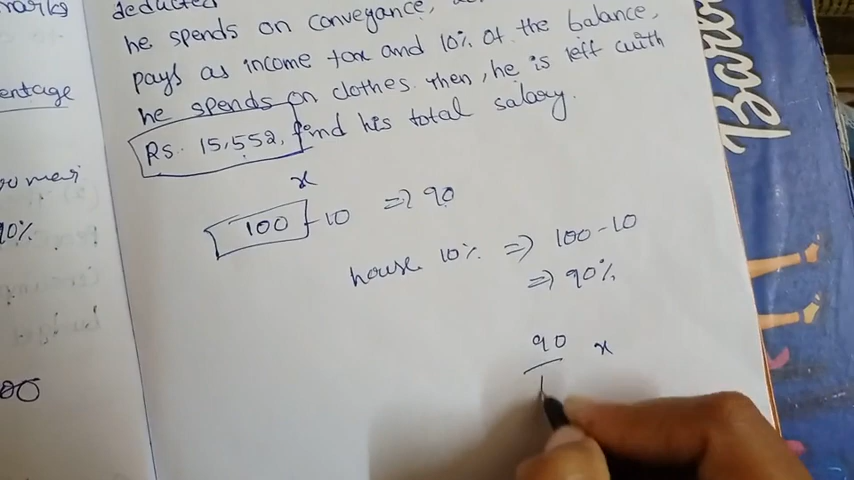 marks
deducted
he spends on conveyance,
entage
pays as income tax and 10% of the balance,
he spends on clothes. then, he is left with
Rs. 15,552, find his total salary.
90%
x
100 - 10 => 90
house 10% => 100-10
=> 90%
90 x
00
Baro